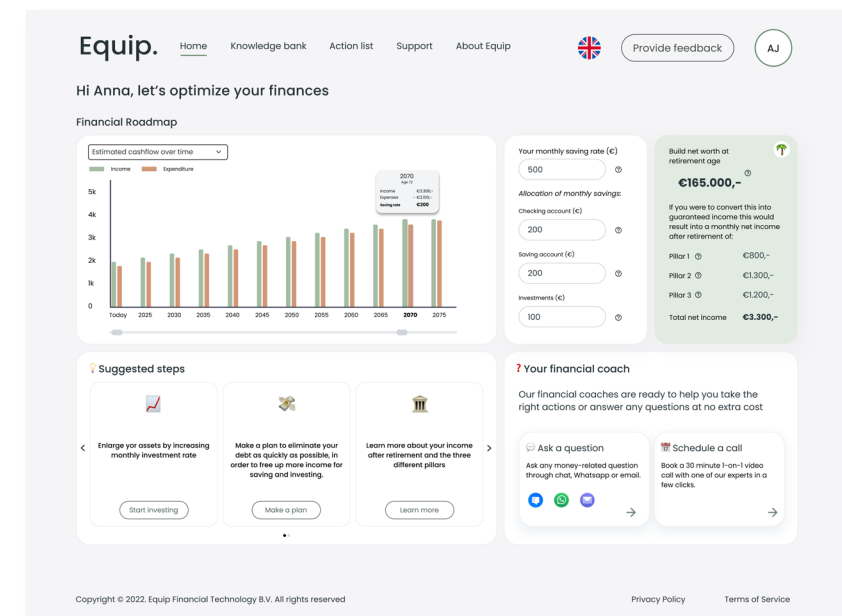 Equip.
Home
Knowledge bank
Action list
Support
About Equip
Provide feedback
AJ
Hi Anna, let's optimize your finances
Financial Roadmap
Estimated cashflow over time
Income
Expenditure
5k
4k
3k
2k
1k
0
2070
Age 70
Income €3.300,-
Expenses - €3.100,-
Saving rate €200
Today 2025 2030 2035 2040 2045 2050 2055 2060 2065 2070 2075
Your monthly saving rate (€)
500
Allocation of monthly savings:
Checking account (€)
200
Saving account (€)
200
Investments (€)
100
Build net worth at
retirement age
€165.000,-
If you were to convert this into
guaranteed income this would
result into a monthly net income
after retirement of:
Pillar 1 €800,-
Pillar 2 €1.300,-
Pillar 3 €1.200,-
Total net income €3.300,-
Suggested steps
Enlarge yor assets by increasing
monthly investment rate
Start investing
Make a plan to eliminate your
debt as quickly as possible, in
order to free up more income for
saving and investing.
Make a plan
Learn more about your income
after retirement and the three
different pillars
Learn more
Your financial coach
Our financial coaches are ready to help you take the
right actions or answer any questions at no extra cost
Ask a question
Ask any money-related question
through chat, Whatsapp or email.
Schedule a call
Book a 30 minute 1-on-1 video
call with one of our experts in a
few clicks.
Copyright © 2022. Equip Financial Technology B.V. All rights reserved
Privacy Policy
Terms of Service